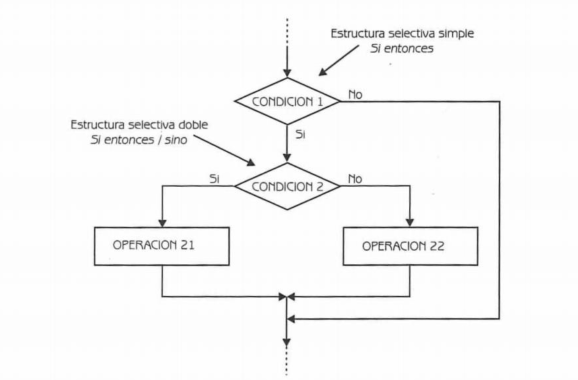 Estructura selectiva simple
Si entonces
CONDICION 1
No
Si
Estructura selectiva doble
Si entonces / sino
CONDICION 2
Si
No
OPERACION 21
OPERACION 22